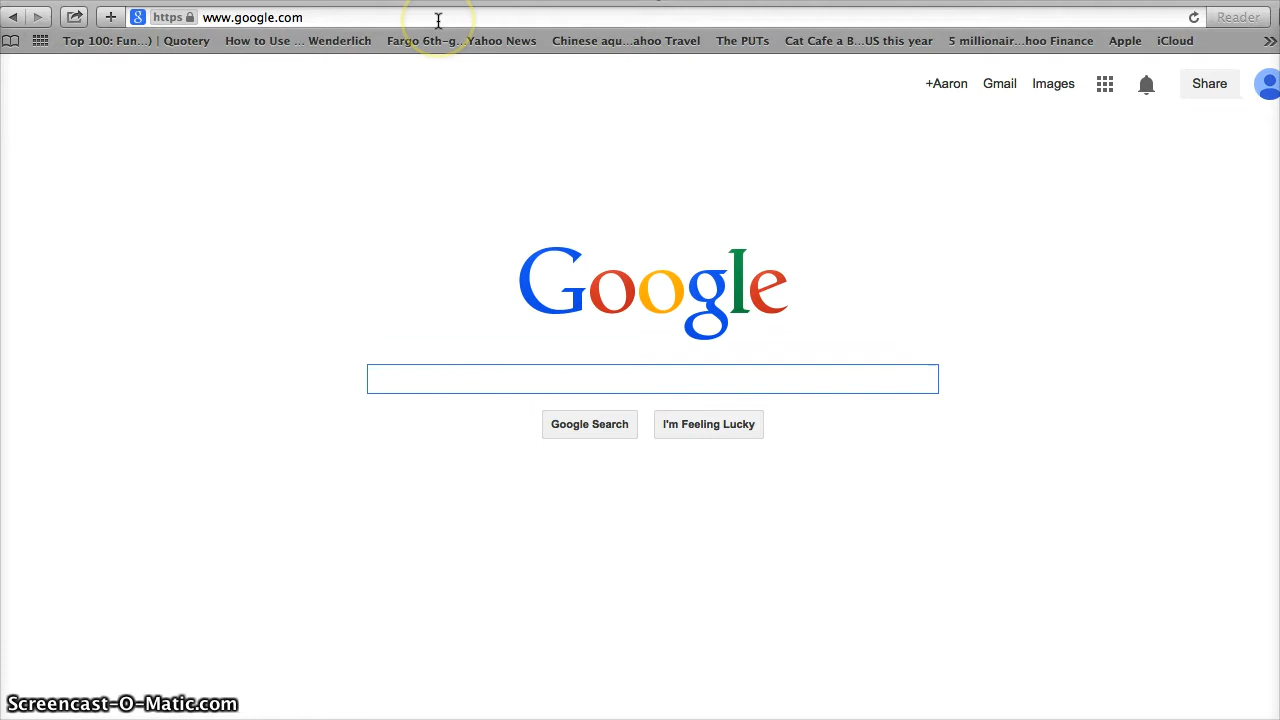 8 https www.google.com Reader
Top 100: Fun...) | Quotery How to Use ... Wenderlich Fargo 6th-g...Yahoo News Chinese aqu...ahoo Travel The PUTs Cat Cafe a B...US this year 5 millionair...hoo Finance Apple iCloud
+Aaron Gmail Images Share
Google
Google Search I'm Feeling Lucky
Screencast-O-Matic.com